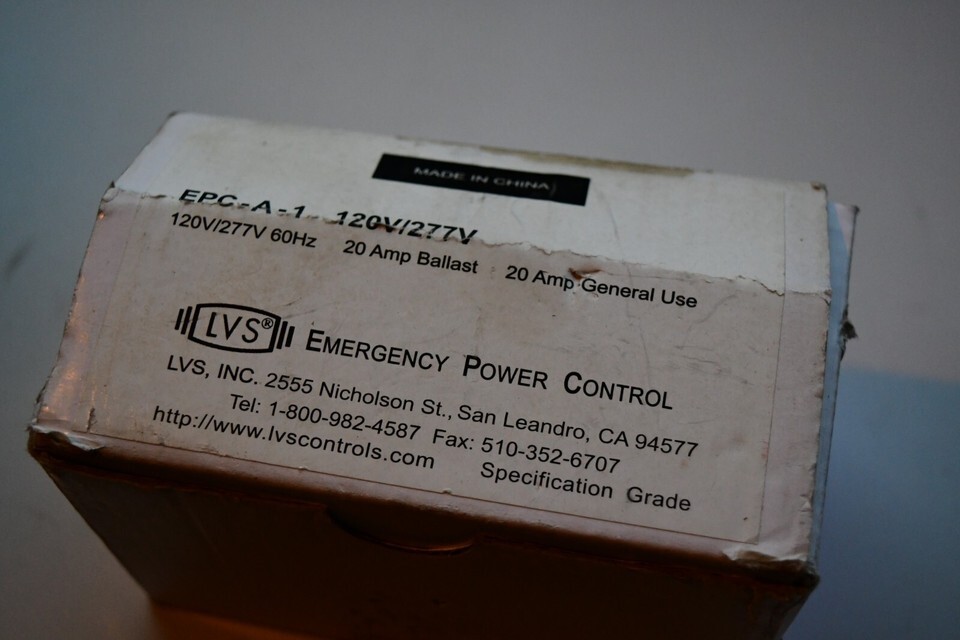 MADE IN CHINA
EPC-A-1 120V/277V
120V/277V 60Hz 20 Amp Ballast 20 Amp General Use
LVS® EMERGENCY POWER CONTROL
LVS, INC. 2555 Nicholson St., San Leandro, CA 94577
Tel: 1-800-982-4587 Fax: 510-352-6707
http://www.lvscontrols.com Specification Grade